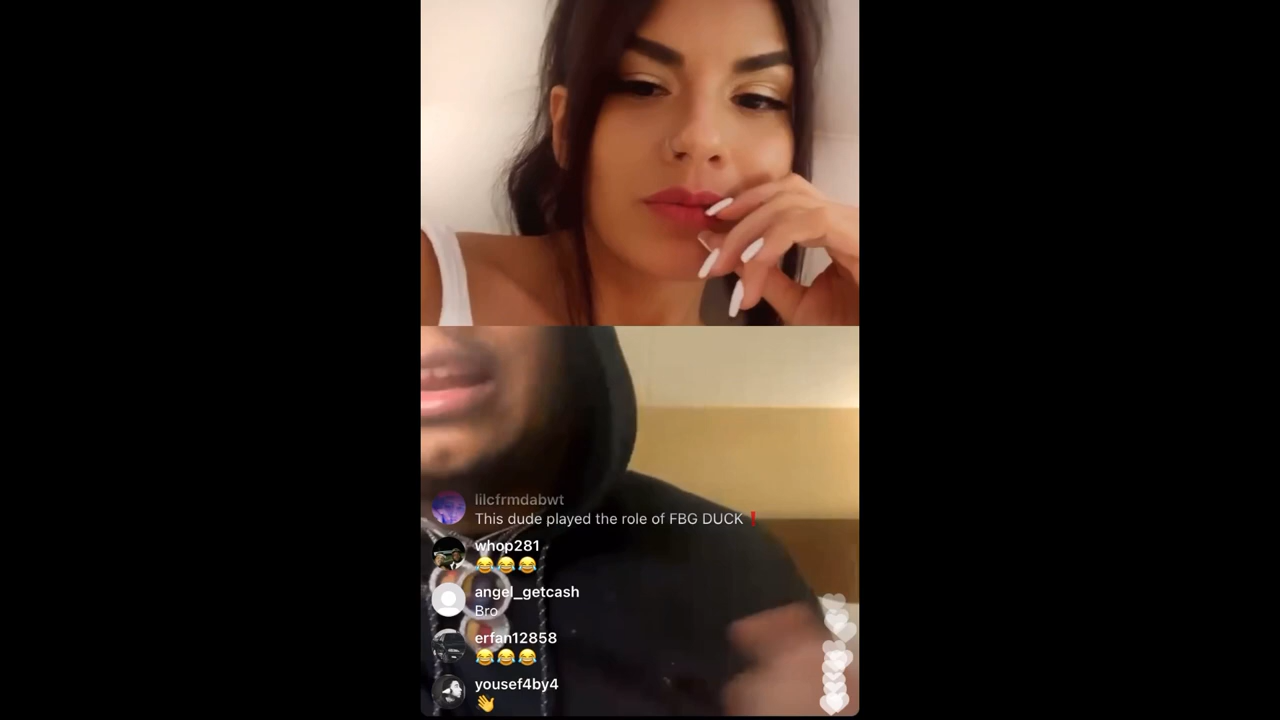 lilcfrmdabwt
This dude played the role of FBG DUCK❗
whop281
😂😂😂
angel_getcash
Bro
erfan12858
😂😂😂
yousef4by4
👋